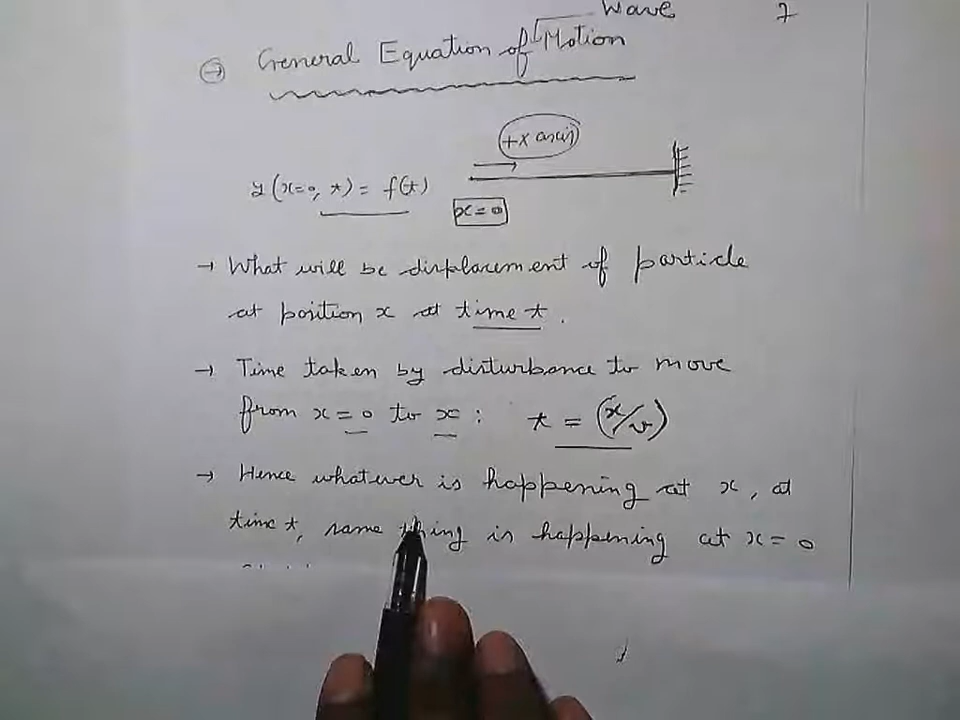 Wave 7
→ General Equation of Motion
+x axis
y (x=0, t) = f(t)
x=0
→ What will be displacement of particle
at position x at time t.
→ Time taken by disturbance to move
from x=0 to x : t = (x/v)
→ Hence whatever is happening at x, at
time t, same thing is happening at x=0